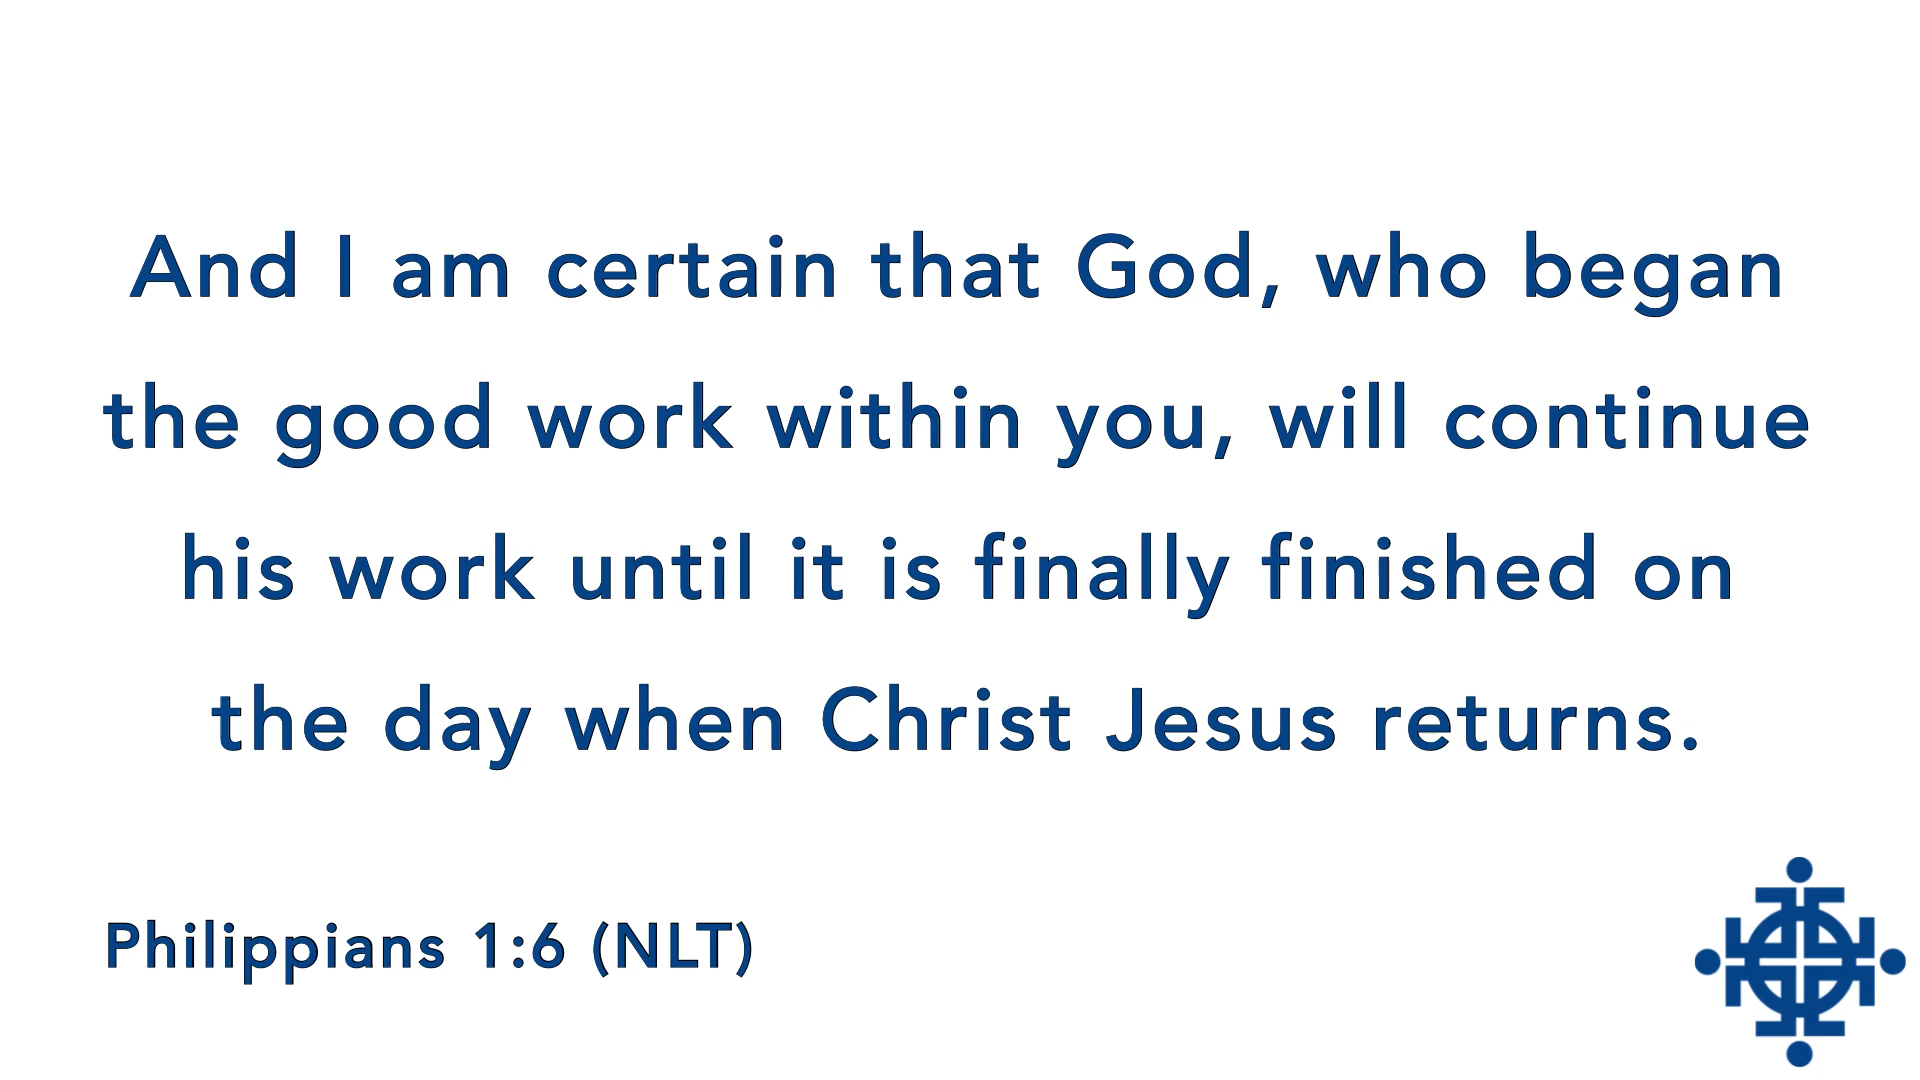 And I am certain that God, who began
the good work within you, will continue
his work until it is finally finished on
the day when Christ Jesus returns.
Philippians 1:6 (NLT)